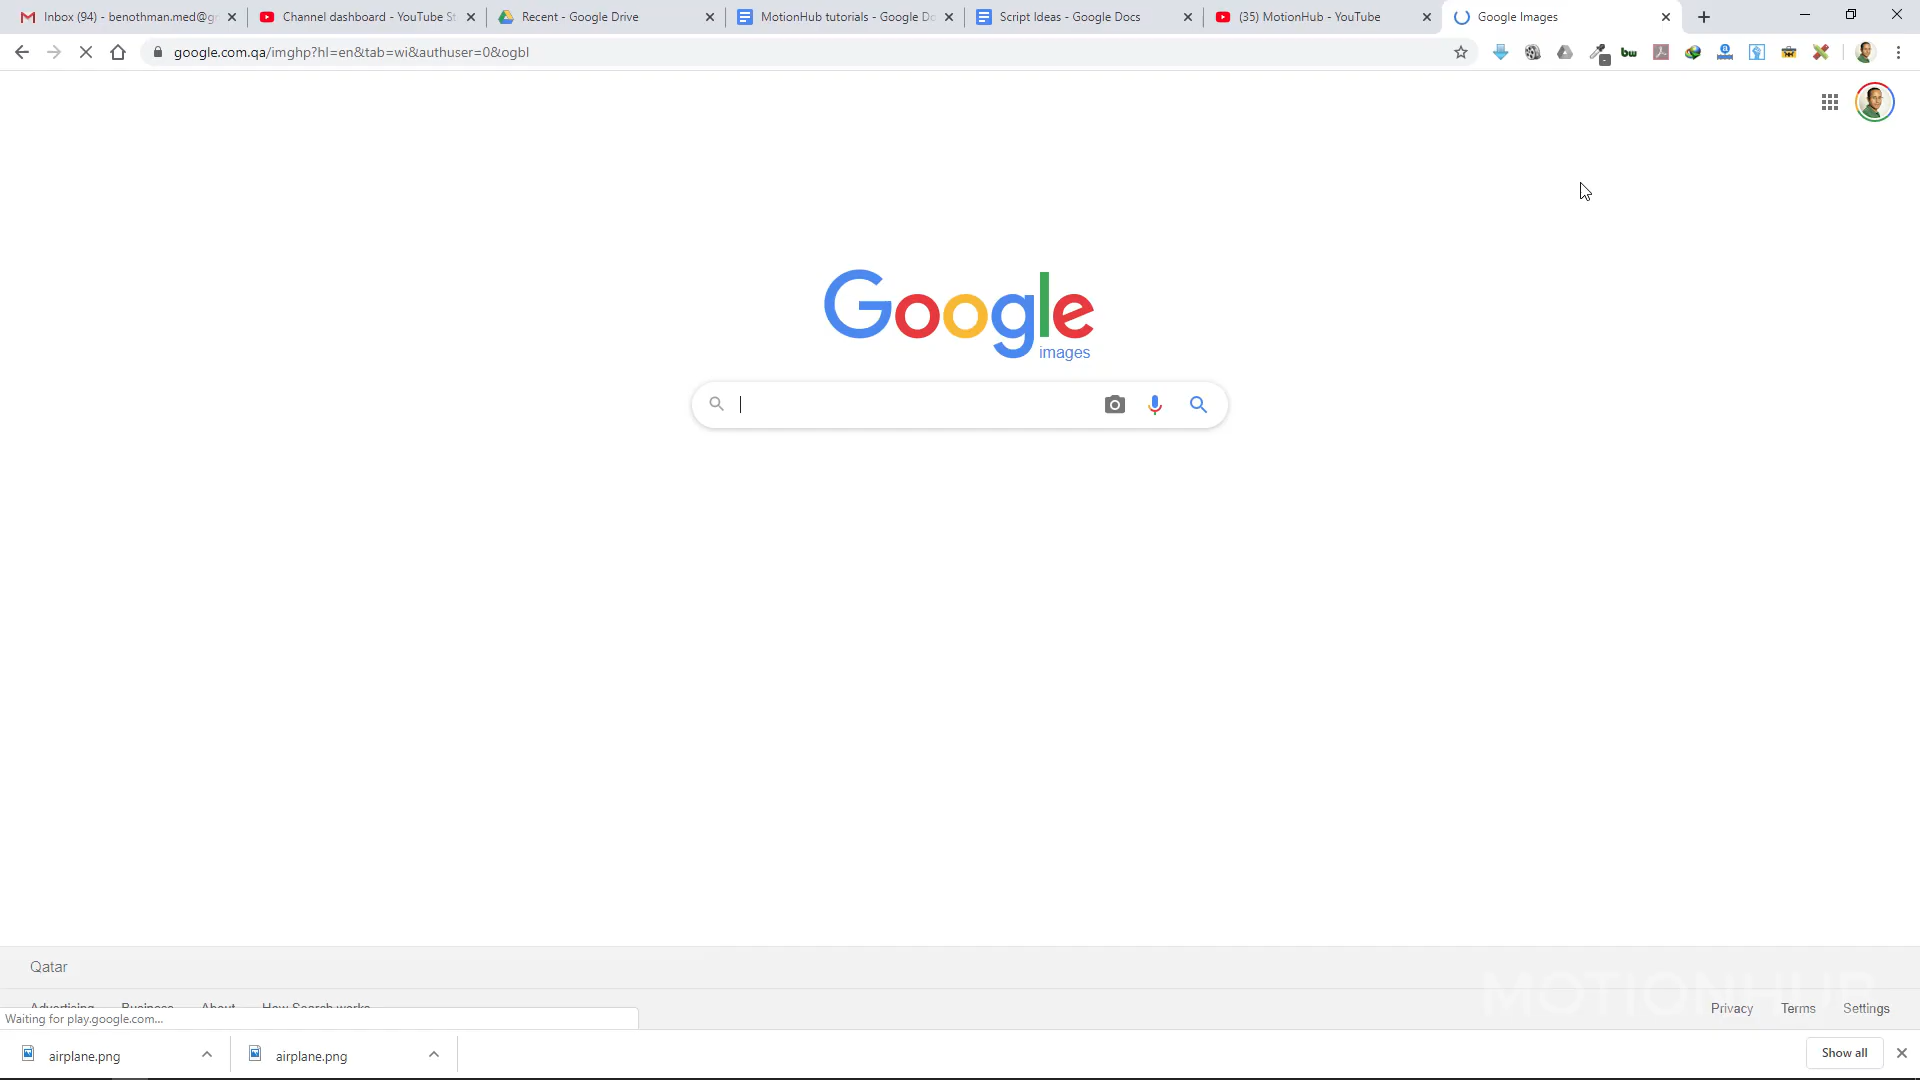 Inbox (94) - benothman.med@gr
Channel dashboard - YouTube St
Recent - Google Drive
MotionHub tutorials - Google Do
Script Ideas - Google Docs
(35) MotionHub - YouTube
Google Images
google.com.qa/imghp?hl=en&tab=wi&authuser=0&ogbl
bw
Google
images
Qatar
Advertising Business About How Search works
Privacy Terms Settings
MOTIONHUB
Waiting for play.google.com...
airplane.png
airplane.png
Show all